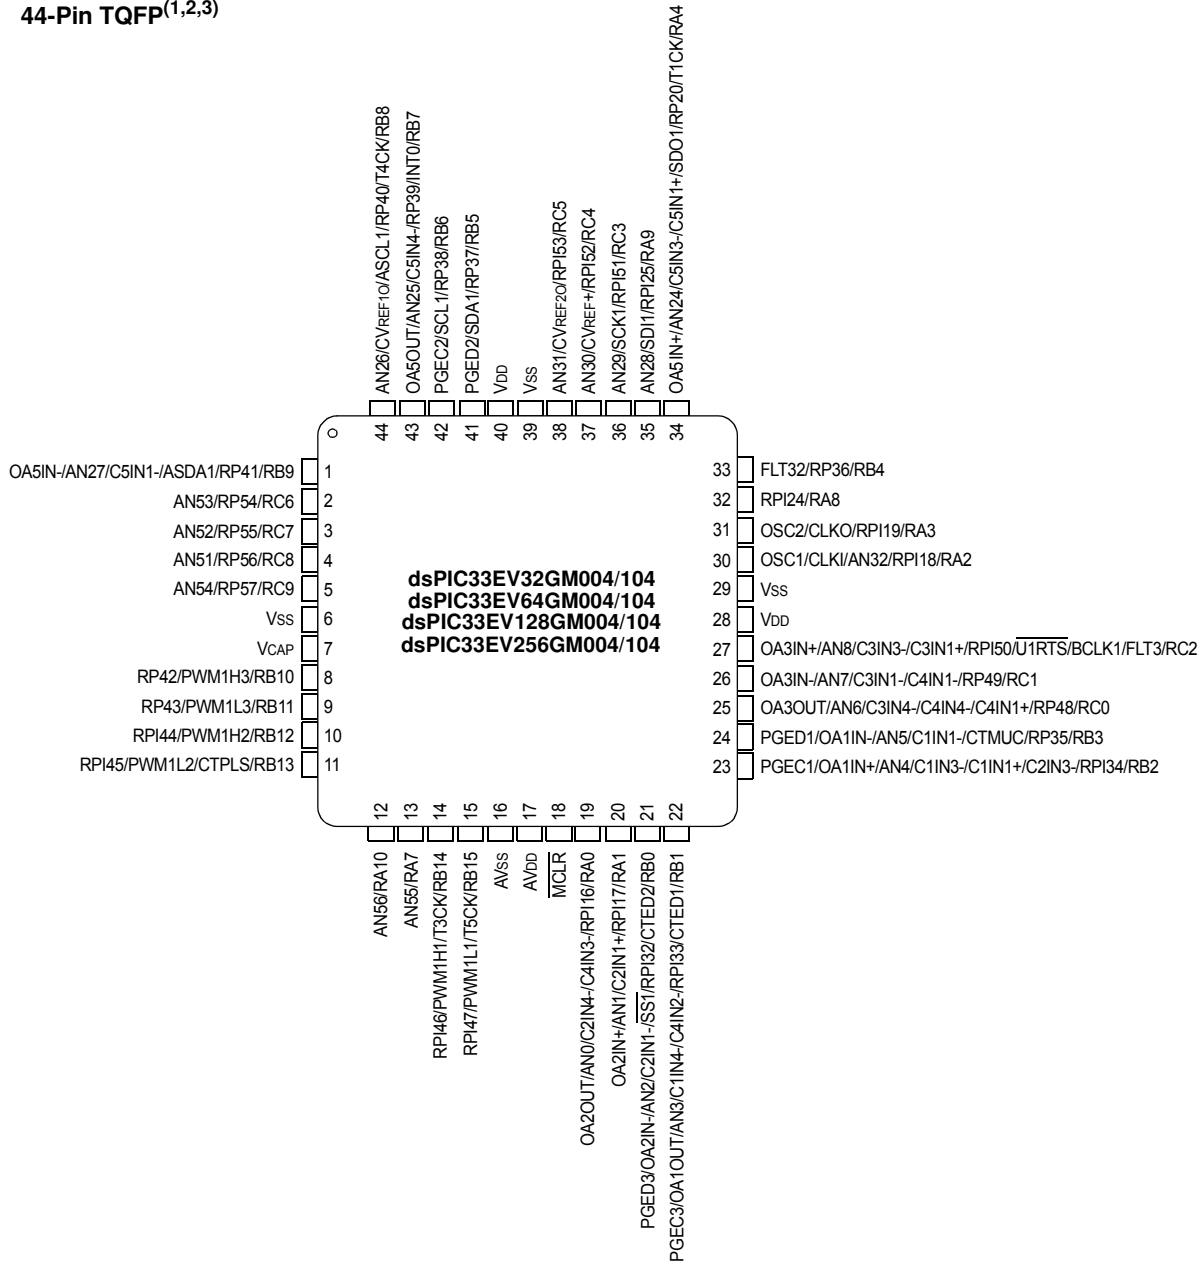 44-Pin TQFP(1,2,3)
AN26/CVREF1O/ASCL1/RP40/T4CK/RB8
OA5OUT/AN25/C5IN4-/RP39/INT0/RB7
PGEC2/SCL1/RP38/RB6
PGED2/SDA1/RP37/RB5
VDD
VSS
AN31/CVREF2O/RPI53/RC5
AN30/CVREF+/RPI52/RC4
AN29/SCK1/RPI51/RC3
AN28/SDI1/RPI25/RA9
OA5IN+/AN24/C5IN3-/C5IN1+/SDO1/RP20/T1CK/RA4
44
43
42
41
40
39
38
37
36
35
34
OA5IN-/AN27/C5IN1-/ASDA1/RP41/RB9 1
AN53/RP54/RC6 2
AN52/RP55/RC7 3
AN51/RP56/RC8 4
AN54/RP57/RC9 5
VSS 6
VCAP 7
RP42/PWM1H3/RB10 8
RP43/PWM1L3/RB11 9
RPI44/PWM1H2/RB12 10
RPI45/PWM1L2/CTPLS/RB13 11
dsPIC33EV32GM004/104
dsPIC33EV64GM004/104
dsPIC33EV128GM004/104
dsPIC33EV256GM004/104
33 FLT32/RP36/RB4
32 RPI24/RA8
31 OSC2/CLKO/RPI19/RA3
30 OSC1/CLKI/AN32/RPI18/RA2
29 VSS
28 VDD
27 OA3IN+/AN8/C3IN3-/C3IN1+/RPI50/U1RTS/BCLK1/FLT3/RC2
26 OA3IN-/AN7/C3IN1-/C4IN1-/RP49/RC1
25 OA3OUT/AN6/C3IN4-/C4IN4-/C4IN1+/RP48/RC0
24 PGED1/OA1IN-/AN5/C1IN1-/CTMUC/RP35/RB3
23 PGEC1/OA1IN+/AN4/C1IN3-/C1IN1+/C2IN3-/RPI34/RB2
12
13
14
15
16
17
18
19
20
21
22
AN56/RA10
AN55/RA7
RPI46/PWM1H1/T3CK/RB14
RPI47/PWM1L1/T5CK/RB15
AVSS
AVDD
MCLR
OA2OUT/AN0/C2IN4-/C4IN3-/RPI16/RA0
OA2IN+/AN1/C2IN1+/RPI17/RA1
PGED3/OA2IN-/AN2/C2IN1-/SS1/RPI32/CTED2/RB0
PGEC3/OA1OUT/AN3/C1IN4-/C4IN2-/RPI33/CTED1/RB1